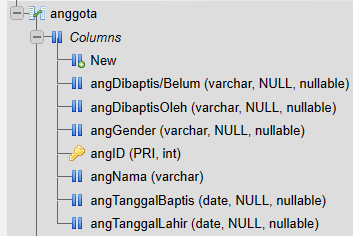 anggota
Columns
New
angDibaptis/Belum (varchar, NULL, nullable)
angDibaptisOleh (varchar, NULL, nullable)
angGender (varchar, NULL, nullable)
angID (PRI, int)
angNama (varchar)
angTanggalBaptis (date, NULL, nullable)
angTanggalLahir (date, NULL, nullable)